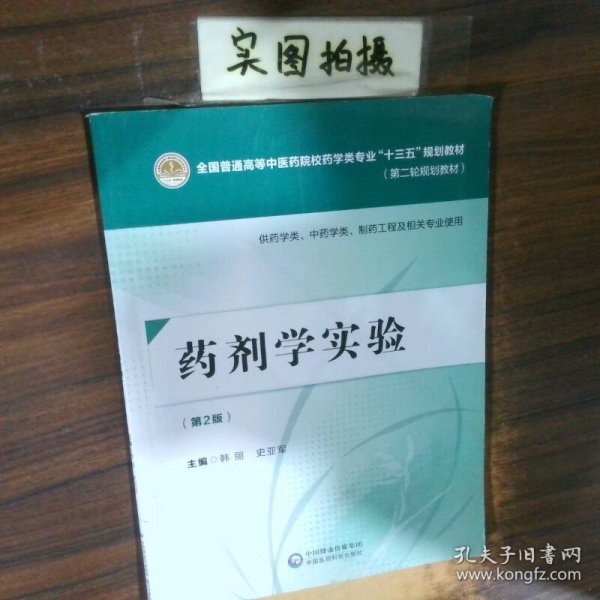 实图拍摄
全国普通高等中医药院校药学类专业“十三五”规划教材
（第二轮规划教材）
供药学类、中药学类、制药工程及相关专业使用
药剂学实验
（第2版）
主编◎韩丽 史亚军
中国健康传媒集团
中国医药科技出版社
孔夫子旧书网
www.kongfz.com